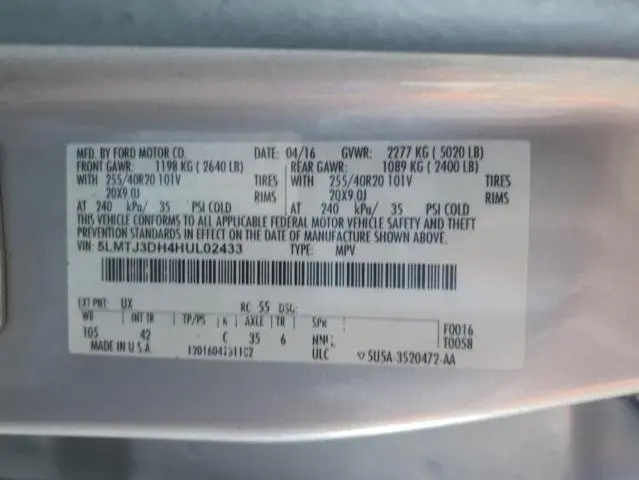 MFD. BY FORD MOTOR CO. DATE: 04/16 GVWR: 2277 KG ( 5020 LB)
FRONT GAWR: 1198 KG ( 2640 LB) REAR GAWR: 1089 KG ( 2400 LB)
WITH 255/40R20 101V TIRES WITH 255/40R20 101V TIRES
20X9.0J RIMS 20X9.0J RIMS
AT 240 kPa/ 35 PSI COLD AT 240 kPa/ 35 PSI COLD
THIS VEHICLE CONFORMS TO ALL APPLICABLE FEDERAL MOTOR VEHICLE SAFETY AND THEFT
PREVENTION STANDARDS IN EFFECT ON THE DATE OF MANUFACTURE SHOWN ABOVE.
VIN: 5LMTJ3DH4HUL02433 TYPE: MPV
EXT PNT: UX RC: 55 DSG:
WB INT TR TP/PS R AXLE TR SPR F0016
105 42 - C 35 6 T0058
MADE IN U.S.A. ULC ▽5U5A-3520472-AA